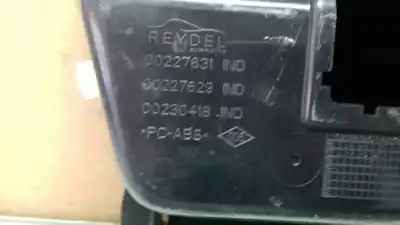 REYDEL
00227631 IND
00227629 IND
00230418 IND
>PC-ABS<